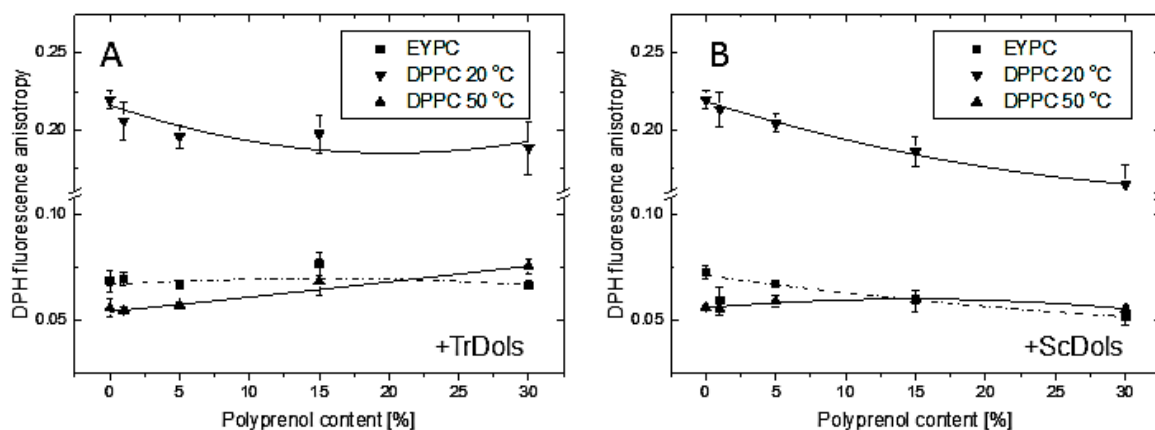 A
EYPC
DPPC 20 °C
DPPC 50 °C
0.25
0.20
0.10
0.05
DPH fluorescence anisotropy
+TrDols
0 5 10 15 20 25 30
Polyprenol content [%]
B
EYPC
DPPC 20 °C
DPPC 50 °C
0.25
0.20
0.10
0.05
DPH fluorescence anisotropy
+ScDols
0 5 10 15 20 25 30
Polyprenol content [%]